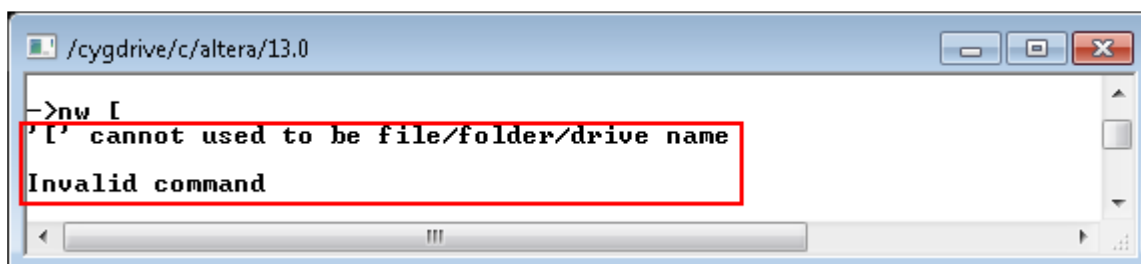 /cygdrive/c/altera/13.0
->nw [
'[' cannot used to be file/folder/drive name
Invalid command